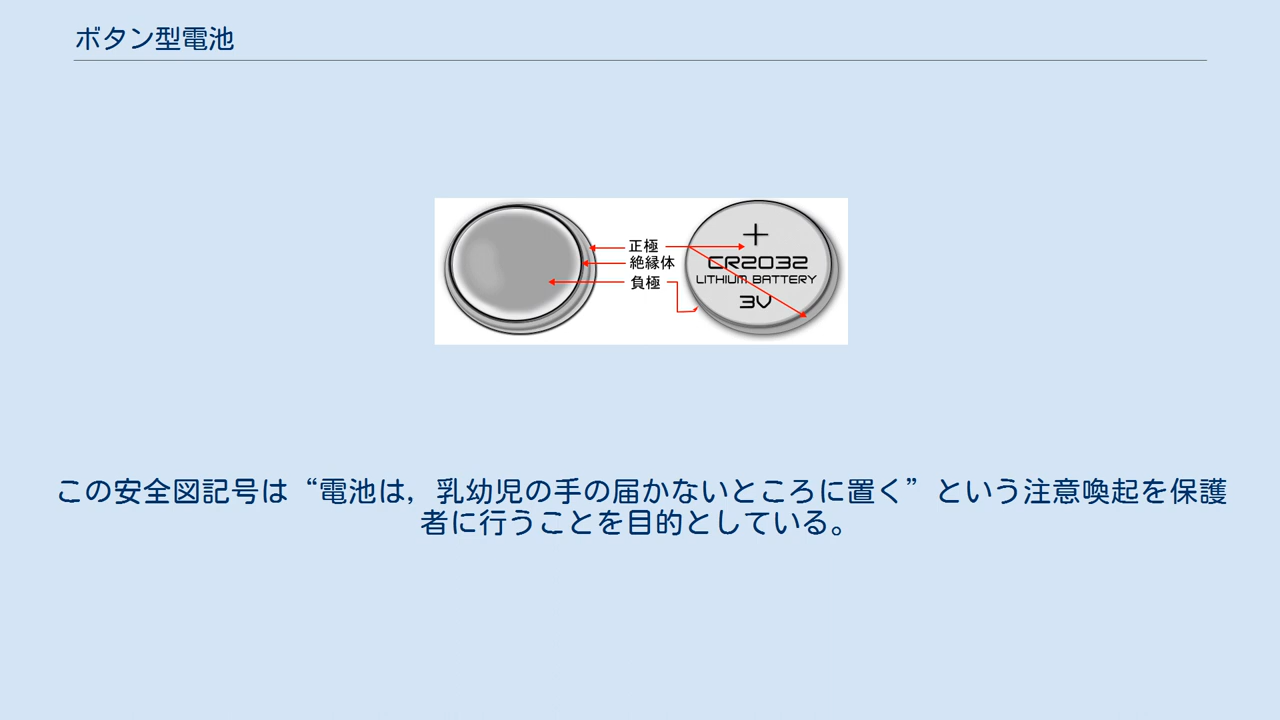 ボタン型電池
正極
絶縁体
負極
+
CR2032
LITHIUM BATTERY
3V
この安全図記号は“電池は，乳幼児の手の届かないところに置く”という注意喚起を保護
者に行うことを目的としている。